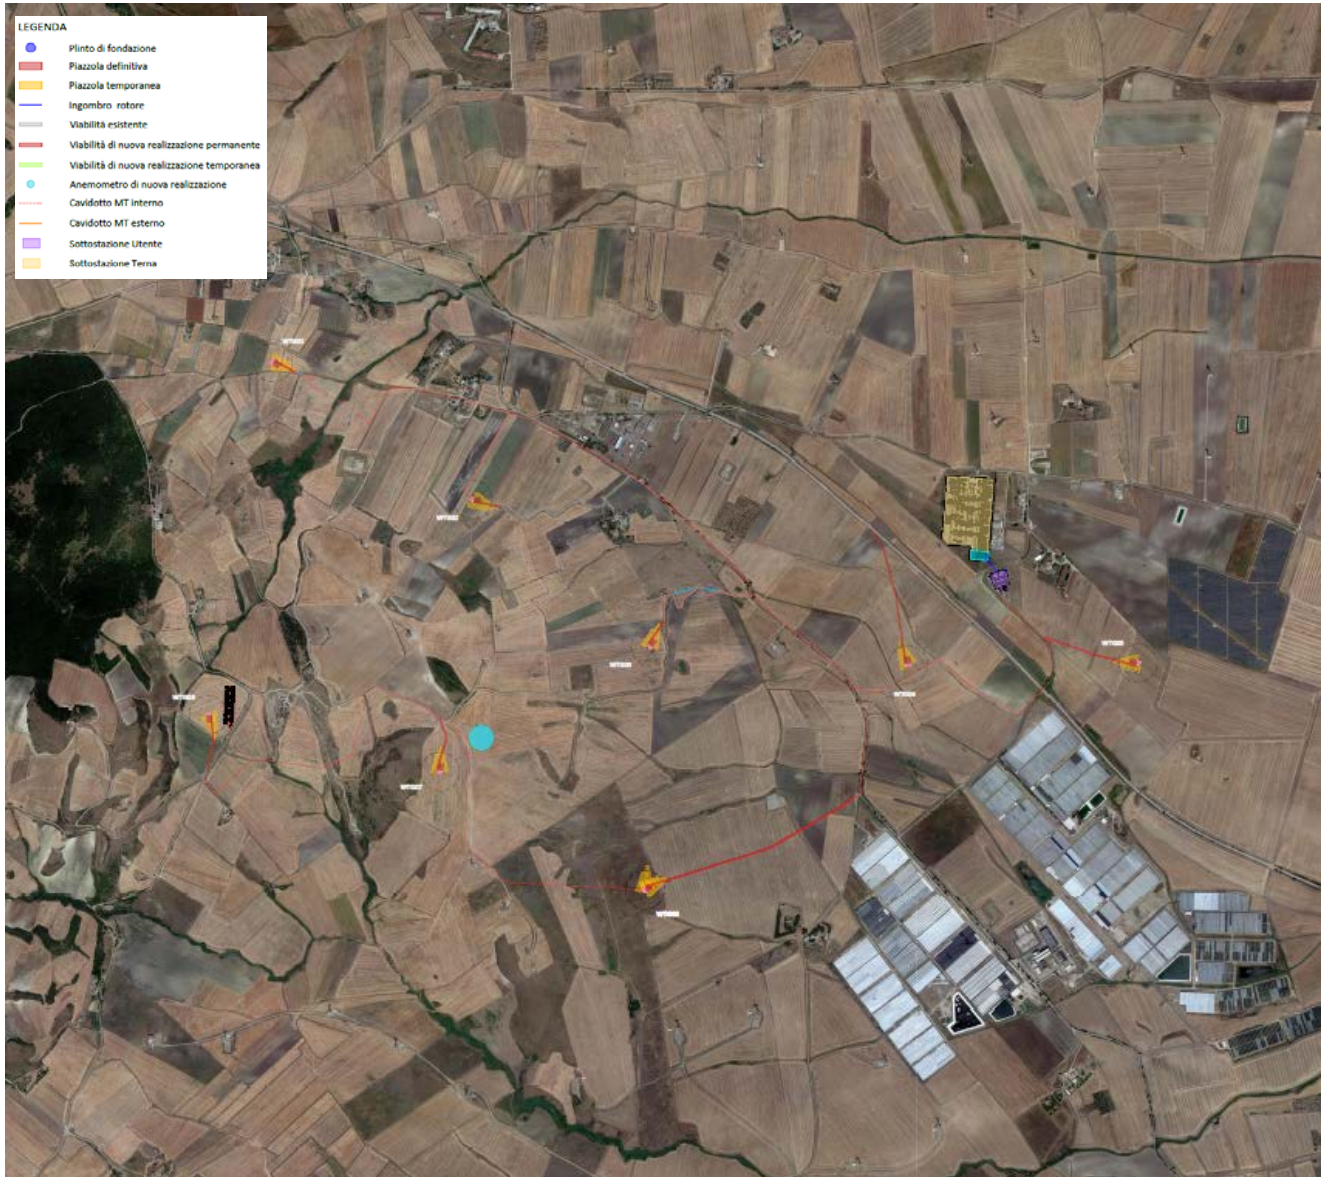 LEGENDA
Plinto di fondazione
Piazzola definitiva
Piazzola temporanea
Ingombro rotore
Viabilità esistente
Viabilità di nuova realizzazione permanente
Viabilità di nuova realizzazione temporanea
Anemometro di nuova realizzazione
Cavidotto MT interno
Cavidotto MT esterno
Sottostazione Utente
Sottostazione Terna